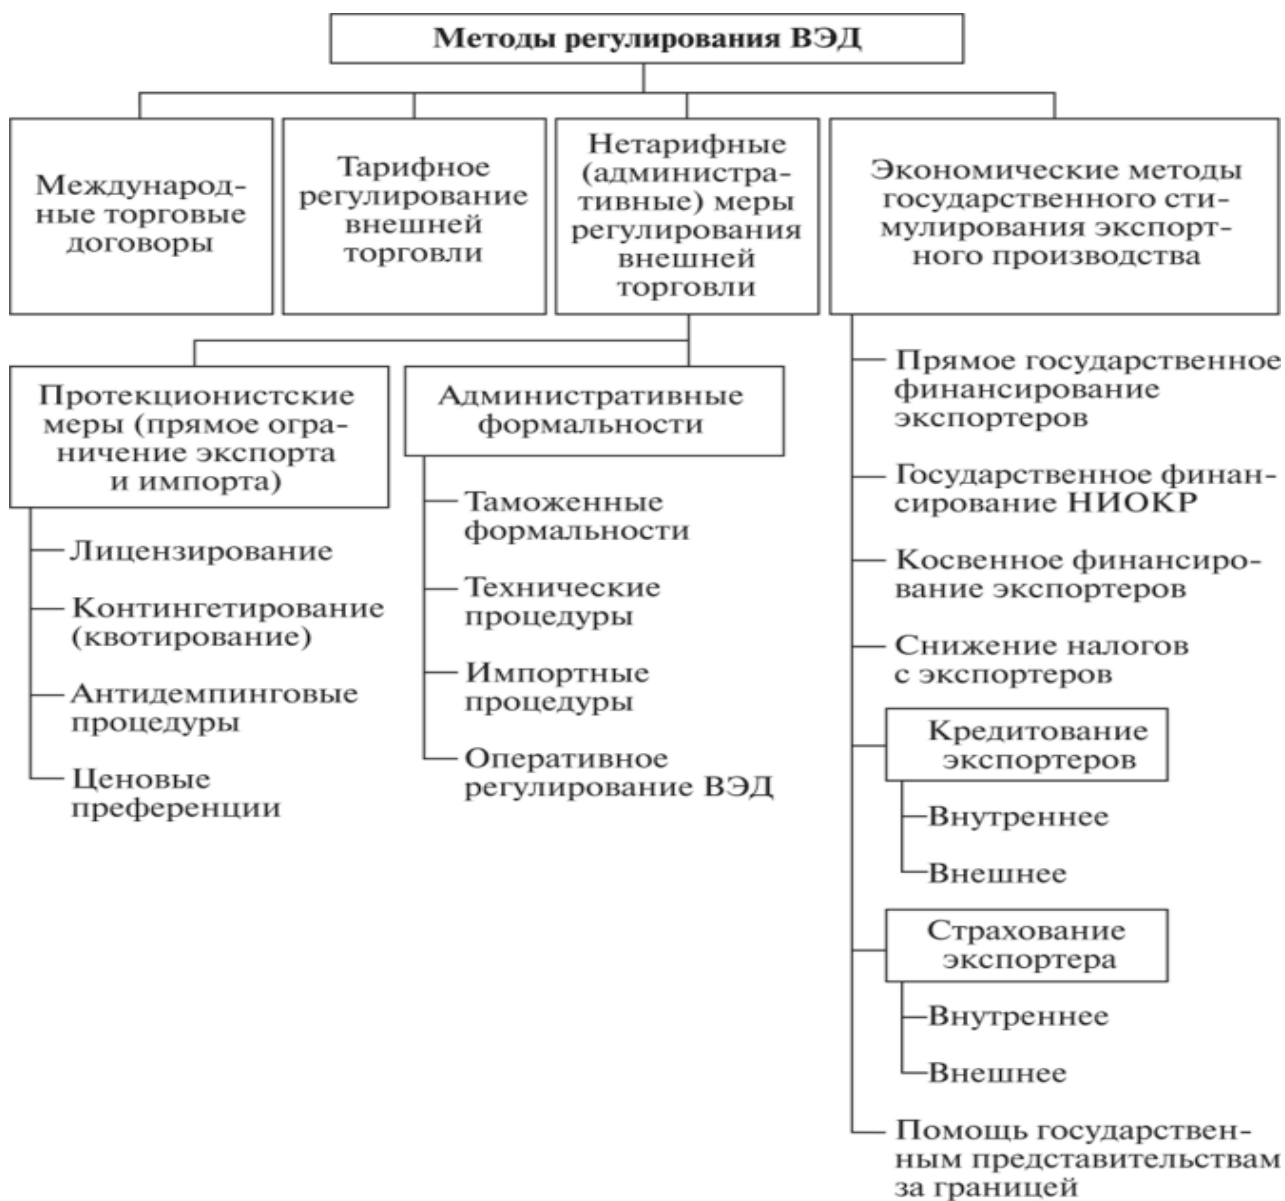 Методы регулирования ВЭД
Международ-
ные торговые
договоры
Тарифное
регулирование
внешней
торговли
Нетарифные
(администра-
тивные) меры
регулирования
внешней
торговли
Экономические методы
государственного сти-
мулирования экспорт-
ного производства
Протекционистские
меры (прямое огра-
ничение экспорта
и импорта)
Лицензирование
Контингетирование
(квотирование)
Антидемпинговые
процедуры
Ценовые
преференции
Административные
формальности
Таможенные
формальности
Технические
процедуры
Импортные
процедуры
Оперативное
регулирование ВЭД
Прямое государственное
финансирование
экспортеров
Государственное финан-
сирование НИОКР
Косвенное финансиро-
вание экспортеров
Снижение налогов
с экспортеров
Кредитование
экспортеров
Внутреннее
Внешнее
Страхование
экспортера
Внутреннее
Внешнее
Помощь государствен-
ным представительствам
за границей